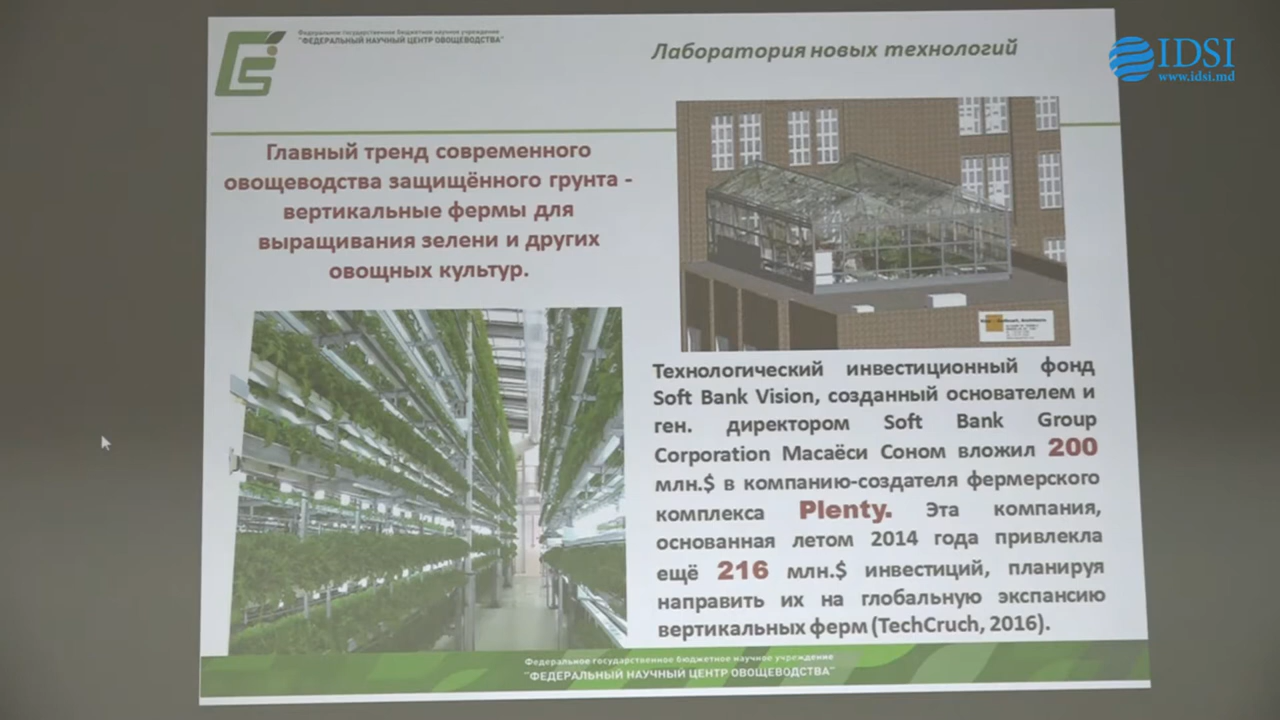 Федеральное государственное бюджетное научное учреждение
"ФЕДЕРАЛЬНЫЙ НАУЧНЫЙ ЦЕНТР ОВОЩЕВОДСТВА"
Лаборатория новых технологий
IDSI
www.idsi.md
Главный тренд современного
овощеводства защищённого грунта -
вертикальные фермы для
выращивания зелени и других
овощных культур.
Технологический инвестиционный фонд
Soft Bank Vision, созданный основателем и
ген. директором Soft Bank Group
Corporation Масаёси Соном вложил 200
млн.$ в компанию-создателя фермерского
комплекса Plenty. Эта компания,
основанная летом 2014 года привлекла
ещё 216 млн.$ инвестиций, планируя
направить их на глобальную экспансию
вертикальных ферм (TechCruch, 2016).
Федеральное государственное бюджетное научное учреждение
"ФЕДЕРАЛЬНЫЙ НАУЧНЫЙ ЦЕНТР ОВОЩЕВОДСТВА"